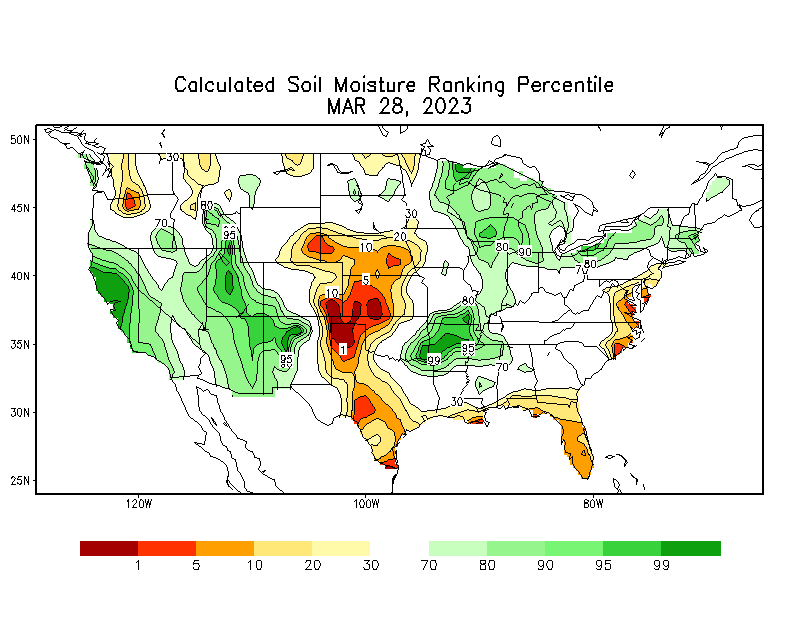 Calculated Soil Moisture Ranking Percentile
MAR 28, 2023
50N
30
45N
80
30
70
95
20
10
80
90
80
70
40N
5
10
80
35N
1
95
95
99
70
30N
30
25N
120W 100W 80W
1 5 10 20 30 70 80 90 95 99